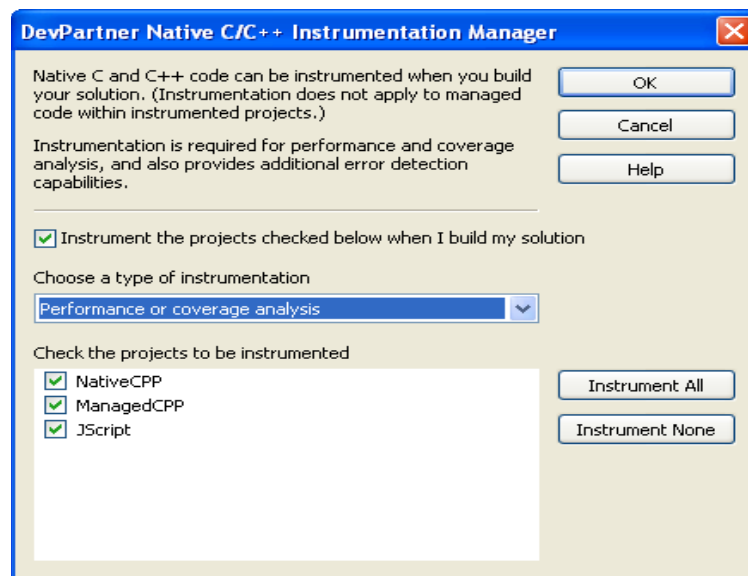 DevPartner Native C/C++ Instrumentation Manager
Native C and C++ code can be instrumented when you build
your solution. (Instrumentation does not apply to managed
code within instrumented projects.)
Instrumentation is required for performance and coverage
analysis, and also provides additional error detection
capabilities.
OK
Cancel
Help
Instrument the projects checked below when I build my solution
Choose a type of instrumentation
Performance or coverage analysis
Check the projects to be instrumented
NativeCPP
ManagedCPP
JScript
Instrument All
Instrument None